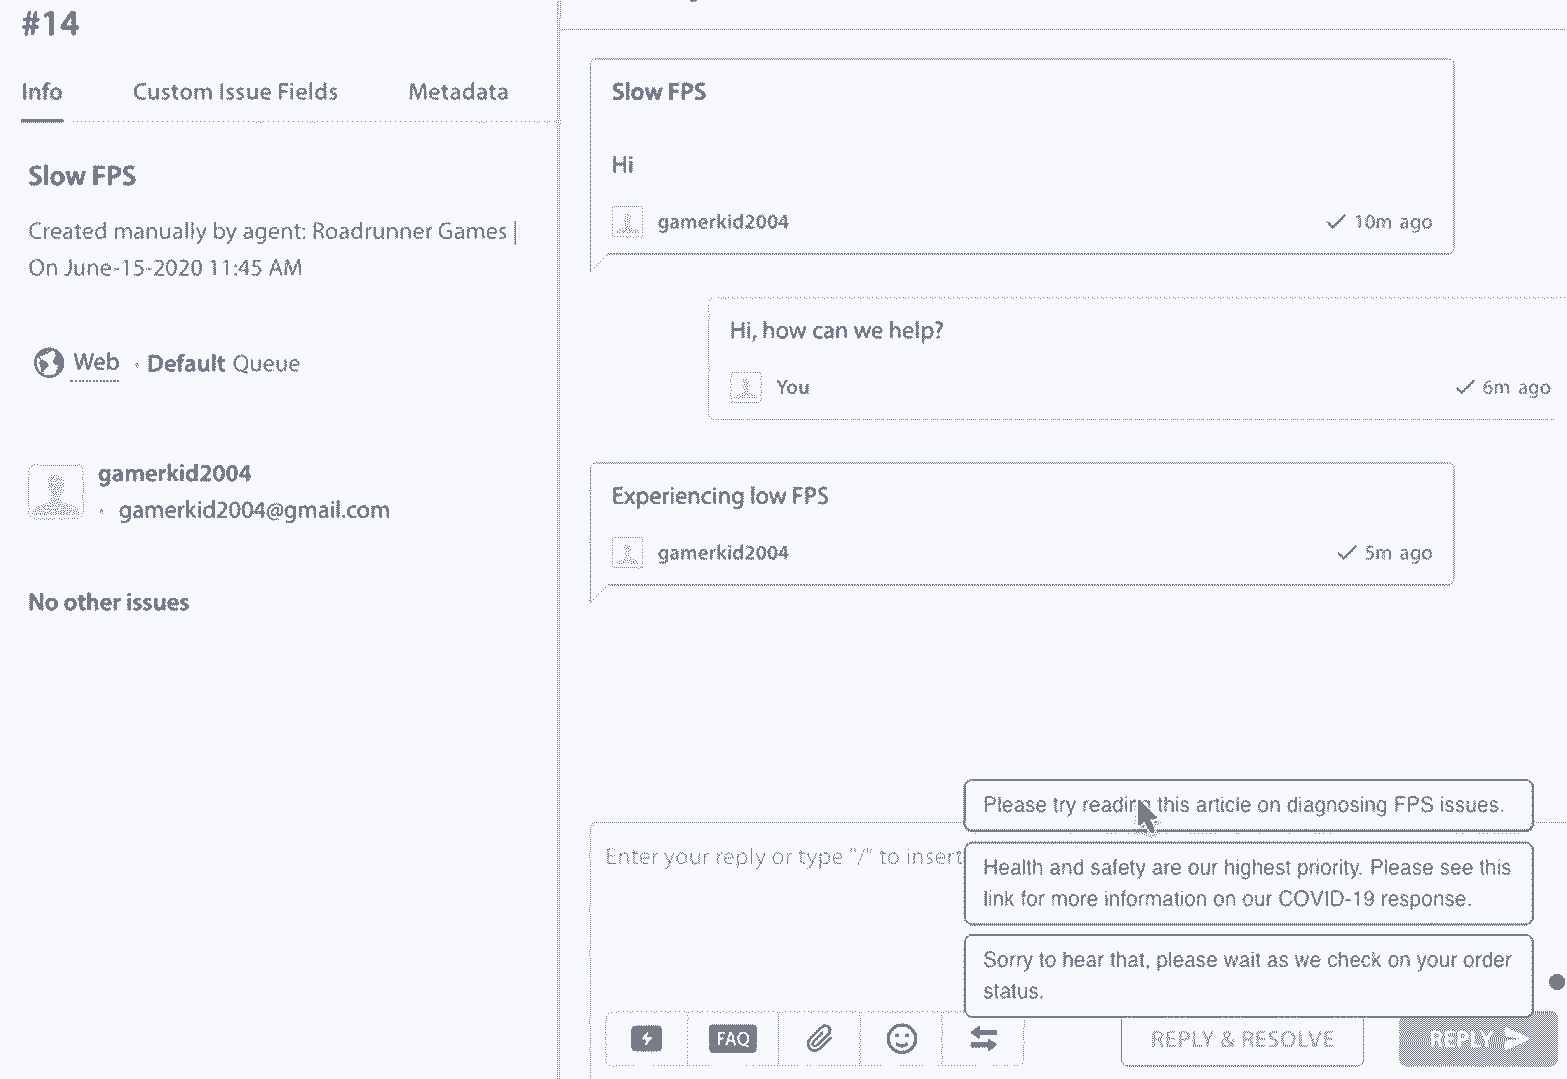 #14
Info Custom Issue Fields Metadata
Slow FPS
Created manually by agent: Roadrunner Games |
On June-15-2020 11:45 AM
Web · Default Queue
gamerkid2004
· gamerkid2004@gmail.com
No other issues
Slow FPS
Hi
gamerkid2004 10m ago
Hi, how can we help?
You 6m ago
Experiencing low FPS
gamerkid2004 5m ago
Please try reading this article on diagnosing FPS issues.
Enter your reply or type "/" to insert
Health and safety are our highest priority. Please see this
link for more information on our COVID-19 response.
Sorry to hear that, please wait as we check on your order
status.
FAQ REPLY & RESOLVE REPLY